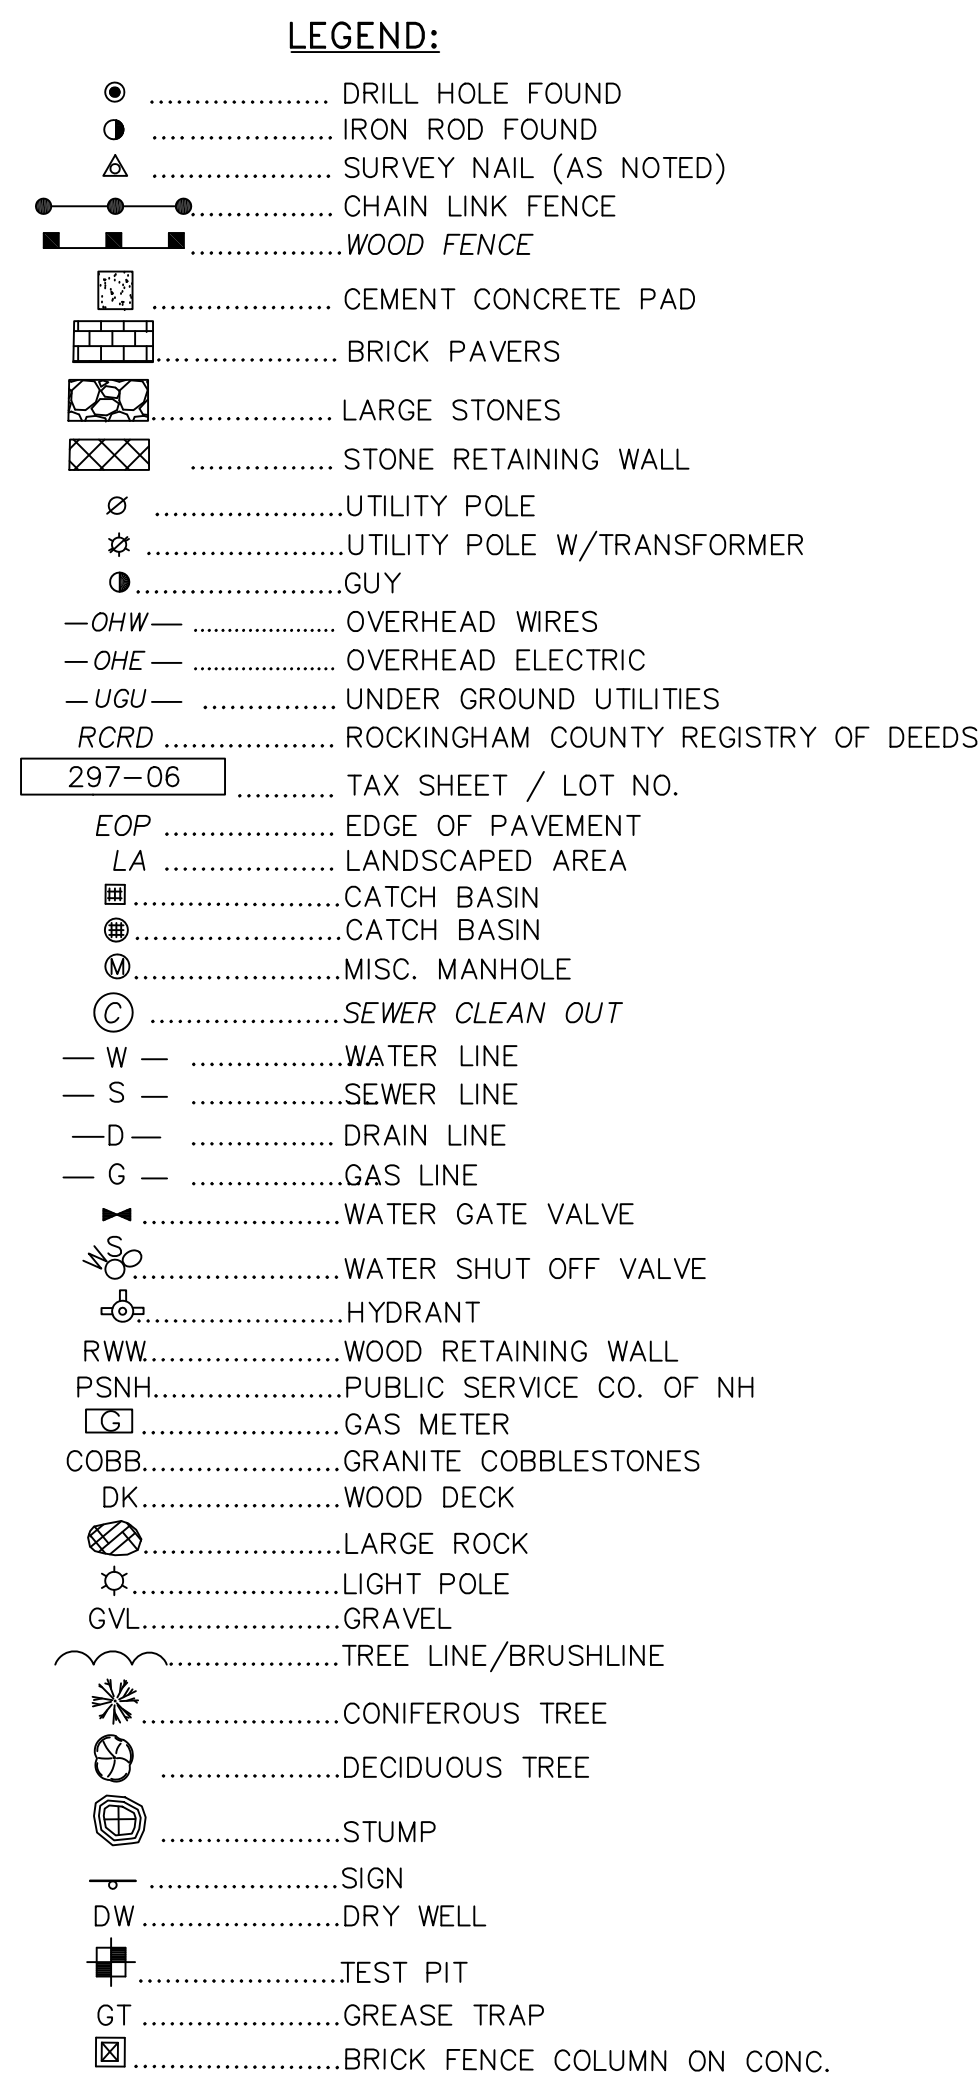 LEGEND:
.................... DRILL HOLE FOUND
.................... IRON ROD FOUND
.................... SURVEY NAIL (AS NOTED)
................ CHAIN LINK FENCE
.................WOOD FENCE
.................... CEMENT CONCRETE PAD
.................... BRICK PAVERS
.................... LARGE STONES
................ STONE RETAINING WALL
.....................UTILITY POLE
......................UTILITY POLE W/TRANSFORMER
.......................GUY
—OHW— .................... OVERHEAD WIRES
—OHE— .................... OVERHEAD ELECTRIC
—UGU— ............... UNDER GROUND UTILITIES
RCRD ................... ROCKINGHAM COUNTY REGISTRY OF DEEDS
297-06 ........... TAX SHEET / LOT NO.
EOP ................... EDGE OF PAVEMENT
LA ................... LANDSCAPED AREA
.......................CATCH BASIN
.......................CATCH BASIN
M.......................MISC. MANHOLE
C .....................SEWER CLEAN OUT
— W — .....................WATER LINE
— S — .....................SEWER LINE
—D— ................ DRAIN LINE
— G — .....................GAS LINE
......................WATER GATE VALVE
WSO.......................WATER SHUT OFF VALVE
.......................HYDRANT
RWW......................WOOD RETAINING WALL
PSNH.....................PUBLIC SERVICE CO. OF NH
G ......................GAS METER
COBB......................GRANITE COBBLESTONES
DK......................WOOD DECK
......................LARGE ROCK
.......................LIGHT POLE
GVL......................GRAVEL
...................TREE LINE/BRUSHLINE
......................CONIFEROUS TREE
....................DECIDUOUS TREE
....................STUMP
.....................SIGN
DW ......................DRY WELL
.......................TEST PIT
GT ......................GREASE TRAP
.......................BRICK FENCE COLUMN ON CONC.